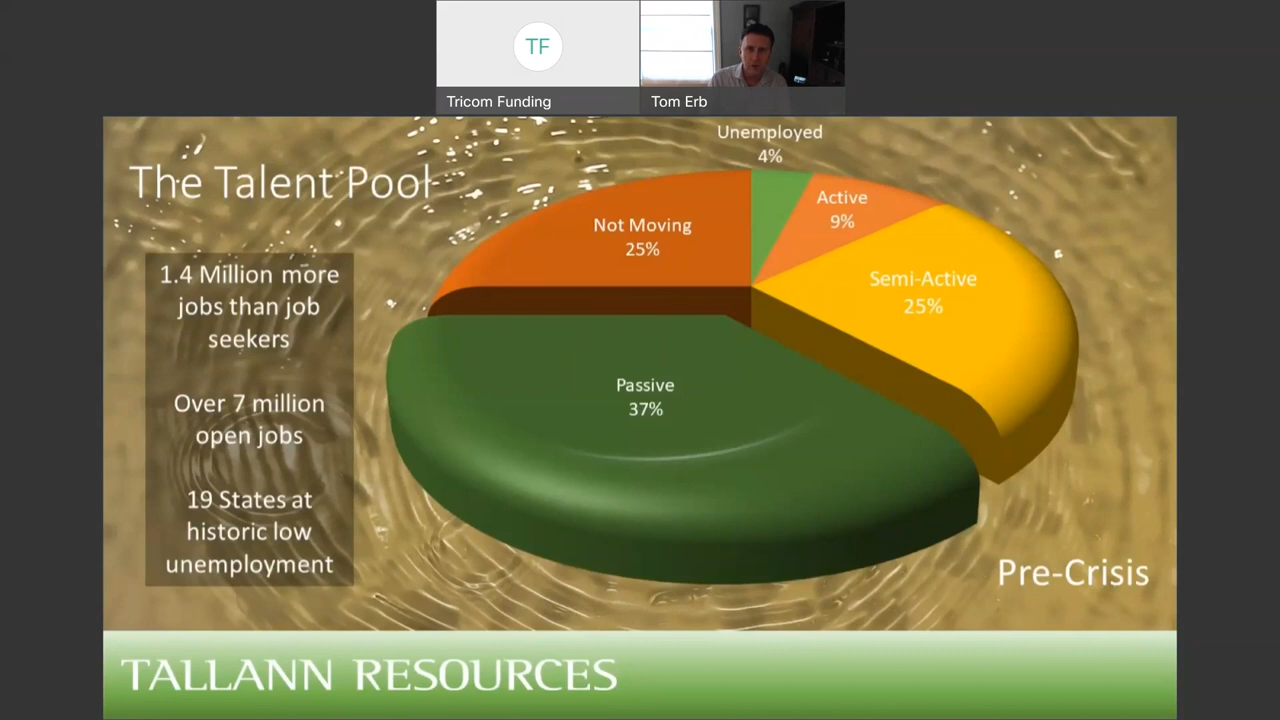 TF
Tricom Funding
Tom Erb
The Talent Pool
1.4 Million more
jobs than job
seekers
Over 7 million
open jobs
19 States at
historic low
unemployment
Unemployed
4%
Active
9%
Not Moving
25%
Semi-Active
25%
Passive
37%
Pre-Crisis
TALLANN RESOURCES